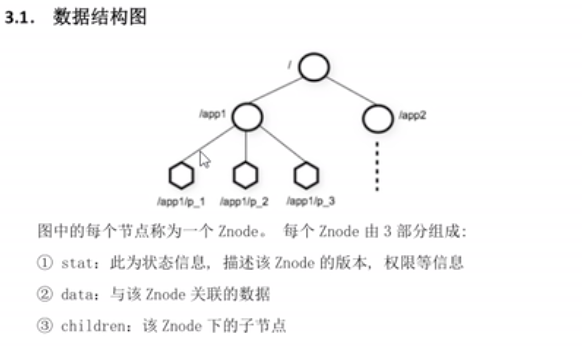 3.1. 数据结构图
/
/app1
/app2
/app1/p_1 /app1/p_2 /app1/p_3
图中的每个节点称为一个 Znode。 每个 Znode 由 3 部分组成:
① stat: 此为状态信息, 描述该 Znode 的版本, 权限等信息
② data: 与该 Znode 关联的数据
③ children: 该 Znode 下的子节点